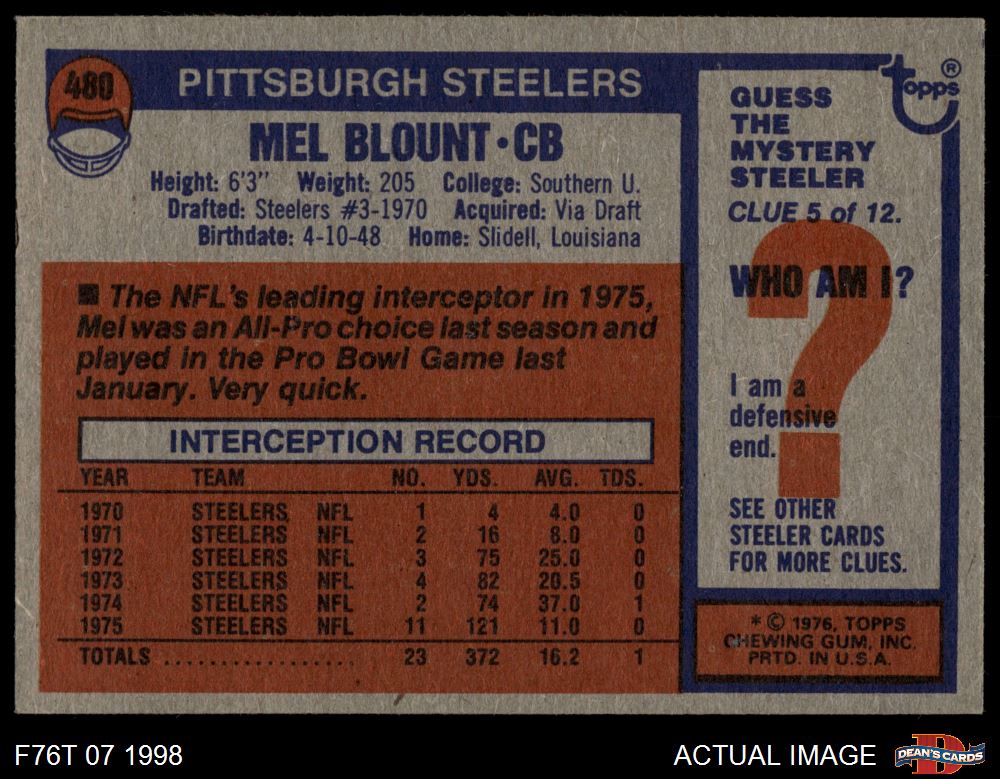 480
PITTSBURGH STEELERS
MEL BLOUNT • CB
Height: 6'3" Weight: 205 College: Southern U.
Drafted: Steelers #3-1970 Acquired: Via Draft
Birthdate: 4-10-48 Home: Slidell, Louisiana
■ The NFL's leading interceptor in 1975,
Mel was an All-Pro choice last season and
played in the Pro Bowl Game last
January. Very quick.
INTERCEPTION RECORD
YEAR TEAM NO. YDS. AVG. TDS.
1970 STEELERS NFL 1 4 4.0 0
1971 STEELERS NFL 2 16 8.0 0
1972 STEELERS NFL 3 75 25.0 0
1973 STEELERS NFL 4 82 20.5 0
1974 STEELERS NFL 2 74 37.0 1
1975 STEELERS NFL 11 121 11.0 0
TOTALS .................. 23 372 16.2 1
topps®
GUESS
THE
MYSTERY
STEELER
CLUE 5 of 12.
?
WHO AM I?
I am a
defensive
end.
SEE OTHER
STEELER CARDS
FOR MORE CLUES.
* © 1976, TOPPS
CHEWING GUM, INC.
PRTD. IN U.S.A.
F76T 07 1998
ACTUAL IMAGE
DEAN'S CARDS